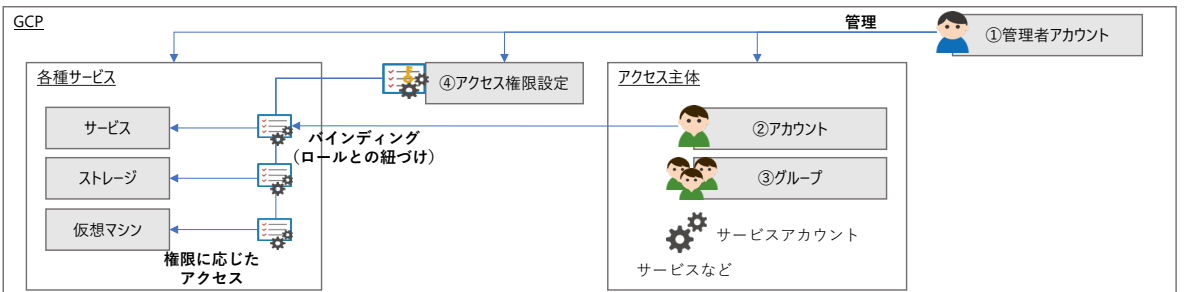 GCP
管理
①管理者アカウント
各種サービス
④アクセス権限設定
アクセス主体
サービス
バインディング
（ロールとの紐づけ）
②アカウント
ストレージ
③グループ
仮想マシン
サービスアカウント
権限に応じた
アクセス
サービスなど